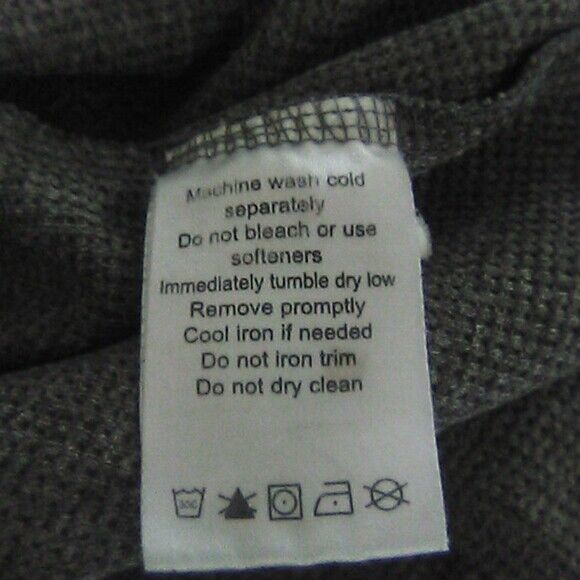 Machine wash cold
separately
Do not bleach or use
softeners
Immediately tumble dry low
Remove promptly
Cool iron if needed
Do not iron trim
Do not dry clean